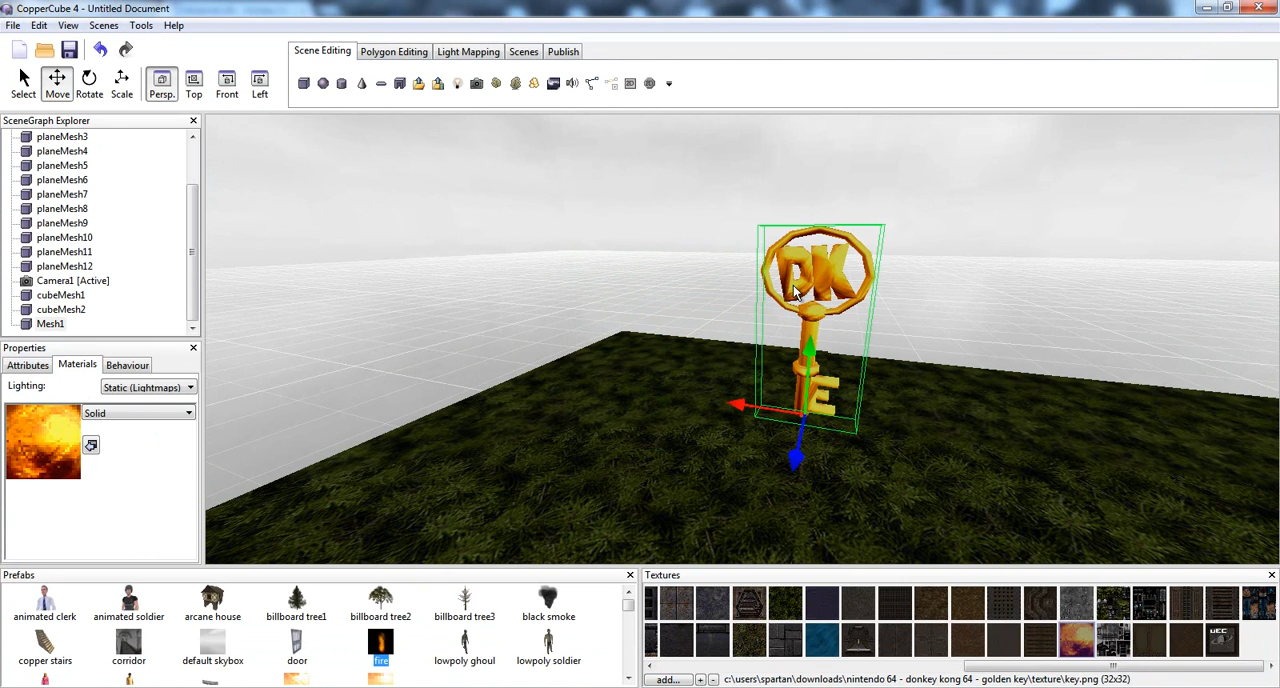 CopperCube 4 - Untitled Document
File Edit View Scenes Tools Help
Scene Editing Polygon Editing Light Mapping Scenes Publish
Select Move Rotate Scale Persp. Top Front Left
SceneGraph Explorer
planeMesh3
planeMesh4
planeMesh5
planeMesh6
planeMesh7
planeMesh8
planeMesh9
planeMesh10
planeMesh11
planeMesh12
Camera1 [Active]
cubeMesh1
cubeMesh2
Mesh1
DK
Properties
Attributes Materials Behaviour
Lighting: Static (Lightmaps)
Solid
Prefabs
animated clerk animated soldier arcane house billboard tree1 billboard tree2 billboard tree3 black smoke
copper stairs corridor default skybox door fire lowpoly ghoul lowpoly soldier
Textures
UEC
add... + - c:\users\spartan\downloads\nintendo 64 - donkey kong 64 - golden key\texture\key.png (32x32)